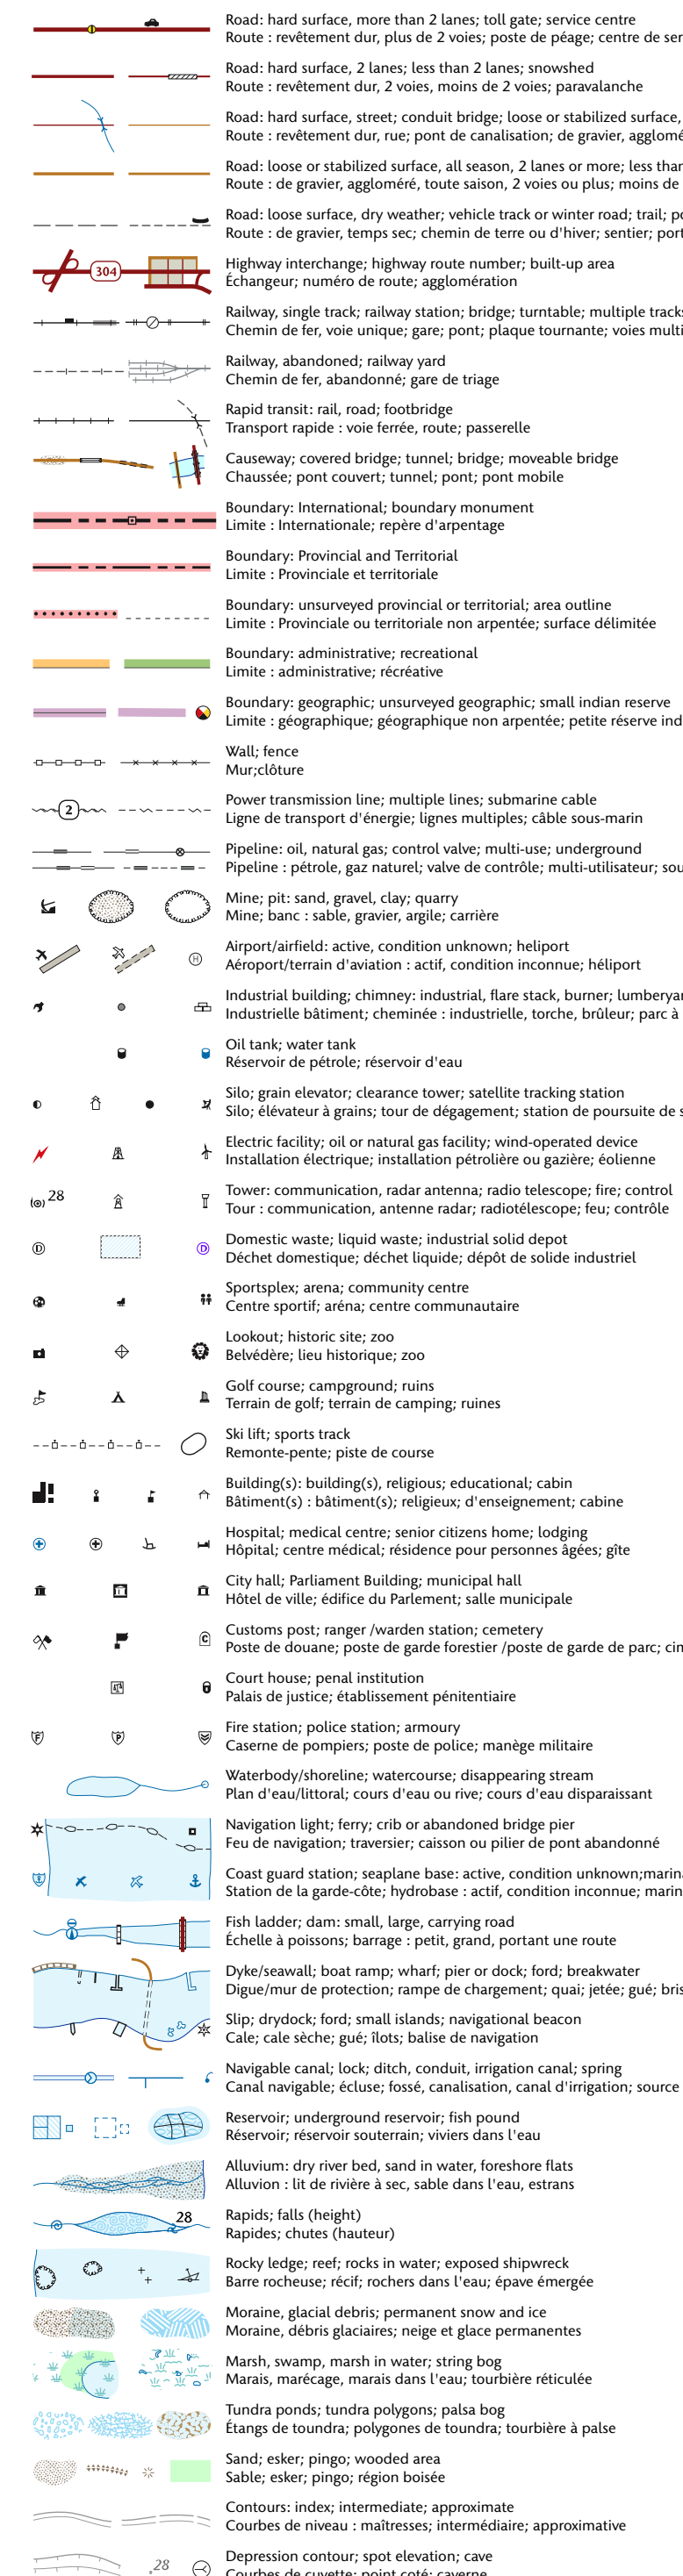 Road: hard surface, more than 2 lanes; toll gate; service centre
Route : revêtement dur, plus de 2 voies; poste de péage; centre de ser
Road: hard surface, 2 lanes; less than 2 lanes; snowshed
Route : revêtement dur, 2 voies, moins de 2 voies; paravalanche
Road: hard surface, street; conduit bridge; loose or stabilized surface,
Route : revêtement dur, rue; pont de canalisation; de gravier, agglomé
Road: loose or stabilized surface, all season, 2 lanes or more; less than
Route : de gravier, aggloméré, toute saison, 2 voies ou plus; moins de
Road: loose surface, dry weather; vehicle track or winter road; trail; po
Route : de gravier, temps sec; chemin de terre ou d'hiver; sentier; port
304
Highway interchange; highway route number; built-up area
Échangeur; numéro de route; agglomération
Railway, single track; railway station; bridge; turntable; multiple tracks
Chemin de fer, voie unique; gare; pont; plaque tournante; voies multi
Railway, abandoned; railway yard
Chemin de fer, abandonné; gare de triage
Rapid transit: rail, road; footbridge
Transport rapide : voie ferrée, route; passerelle
Causeway; covered bridge; tunnel; bridge; moveable bridge
Chaussée; pont couvert; tunnel; pont; pont mobile
Boundary: International; boundary monument
Limite : Internationale; repère d'arpentage
Boundary: Provincial and Territorial
Limite : Provinciale et territoriale
Boundary: unsurveyed provincial or territorial; area outline
Limite : Provinciale ou territoriale non arpentée; surface délimitée
Boundary: administrative; recreational
Limite : administrative; récréative
Boundary: geographic; unsurveyed geographic; small indian reserve
Limite : géographique; géographique non arpentée; petite réserve ind
Wall; fence
Mur;clôture
2
Power transmission line; multiple lines; submarine cable
Ligne de transport d'énergie; lignes multiples; câble sous-marin
Pipeline: oil, natural gas; control valve; multi-use; underground
Pipeline : pétrole, gaz naturel; valve de contrôle; multi-utilisateur; sou
Mine; pit: sand, gravel, clay; quarry
Mine; banc : sable, gravier, argile; carrière
H
Airport/airfield: active, condition unknown; heliport
Aéroport/terrain d'aviation : actif, condition inconnue; héliport
Industrial building; chimney: industrial, flare stack, burner; lumberyar
Industrielle bâtiment; cheminée : industrielle, torche, brûleur; parc à
Oil tank; water tank
Réservoir de pétrole; réservoir d'eau
Silo; grain elevator; clearance tower; satellite tracking station
Silo; élévateur à grains; tour de dégagement; station de poursuite de s
Electric facility; oil or natural gas facility; wind-operated device
Installation électrique; installation pétrolière ou gazière; éolienne
28
Tower: communication, radar antenna; radio telescope; fire; control
Tour : communication, antenne radar; radiotélescope; feu; contrôle
D D
Domestic waste; liquid waste; industrial solid depot
Déchet domestique; déchet liquide; dépôt de solide industriel
Sportsplex; arena; community centre
Centre sportif; aréna; centre communautaire
Lookout; historic site; zoo
Belvédère; lieu historique; zoo
Golf course; campground; ruins
Terrain de golf; terrain de camping; ruines
Ski lift; sports track
Remonte-pente; piste de course
Building(s): building(s), religious; educational; cabin
Bâtiment(s) : bâtiment(s); religieux; d'enseignement; cabine
Hospital; medical centre; senior citizens home; lodging
Hôpital; centre médical; résidence pour personnes âgées; gîte
City hall; Parliament Building; municipal hall
Hôtel de ville; édifice du Parlement; salle municipale
C
Customs post; ranger /warden station; cemetery
Poste de douane; poste de garde forestier /poste de garde de parc; cim
Court house; penal institution
Palais de justice; établissement pénitentiaire
F P
Fire station; police station; armoury
Caserne de pompiers; poste de police; manège militaire
Waterbody/shoreline; watercourse; disappearing stream
Plan d'eau/littoral; cours d'eau ou rive; cours d'eau disparaissant
Navigation light; ferry; crib or abandoned bridge pier
Feu de navigation; traversier; caisson ou pilier de pont abandonné
Coast guard station; seaplane base: active, condition unknown;marina
Station de la garde-côte; hydrobase : actif, condition inconnue; marin
Fish ladder; dam: small, large, carrying road
Échelle à poissons; barrage : petit, grand, portant une route
Dyke/seawall; boat ramp; wharf; pier or dock; ford; breakwater
Digue/mur de protection; rampe de chargement; quai; jetée; gué; bris
Slip; drydock; ford; small islands; navigational beacon
Cale; cale sèche; gué; îlots; balise de navigation
Navigable canal; lock; ditch, conduit, irrigation canal; spring
Canal navigable; écluse; fossé, canalisation, canal d'irrigation; source
Reservoir; underground reservoir; fish pound
Réservoir; réservoir souterrain; viviers dans l'eau
Alluvium: dry river bed, sand in water, foreshore flats
Alluvion : lit de rivière à sec, sable dans l'eau, estrans
28
Rapids; falls (height)
Rapides; chutes (hauteur)
Rocky ledge; reef; rocks in water; exposed shipwreck
Barre rocheuse; récif; rochers dans l'eau; épave émergée
Moraine, glacial debris; permanent snow and ice
Moraine, débris glaciaires; neige et glace permanentes
Marsh, swamp, marsh in water; string bog
Marais, marécage, marais dans l'eau; tourbière réticulée
Tundra ponds; tundra polygons; palsa bog
Étangs de toundra; polygones de toundra; tourbière à palse
Sand; esker; pingo; wooded area
Sable; esker; pingo; région boisée
Contours: index; intermediate; approximate
Courbes de niveau : maîtresses; intermédiaire; approximative
.28
Depression contour; spot elevation; cave
Courbes de cuvette; point coté; caverne